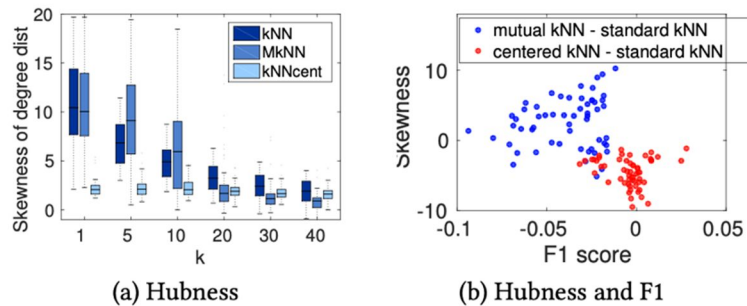 Skewness of degree dist
20
15
10
5
0
kNN
MkNN
kNNcent
1 5 10 20 30 40
k
(a) Hubness
Skewness
10
0
-10
mutual kNN - standard kNN
centered kNN - standard kNN
-0.1 -0.05 0 0.05
F1 score
(b) Hubness and F1